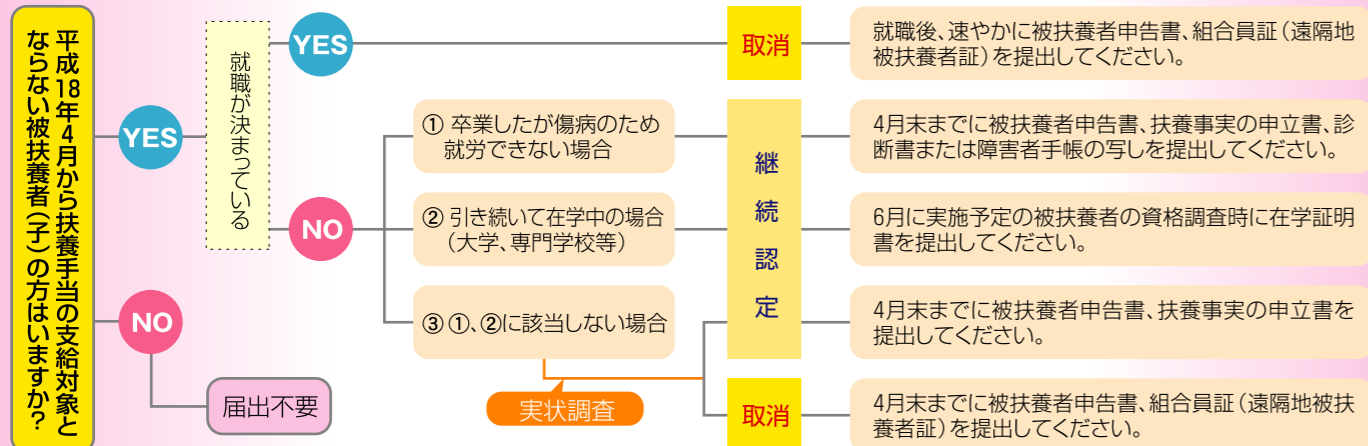 平成18年4月から扶養手当の支給対象と
ならない被扶養者(子)の方はいますか?
YES
NO
届出不要
就職が決まっている
YES
取消
就職後、速やかに被扶養者申告書、組合員証(遠隔地
被扶養者証)を提出してください。
NO
① 卒業したが傷病のため
就労できない場合
② 引き続いて在学中の場合
(大学、専門学校等)
③ ①、②に該当しない場合
実状調査
継続認定
4月末までに被扶養者申告書、扶養事実の申立書、診
断書または障害者手帳の写しを提出してください。
6月に実施予定の被扶養者の資格調査時に在学証明
書を提出してください。
4月末までに被扶養者申告書、扶養事実の申立書を
提出してください。
取消
4月末までに被扶養者申告書、組合員証(遠隔地被扶
養者証)を提出してください。